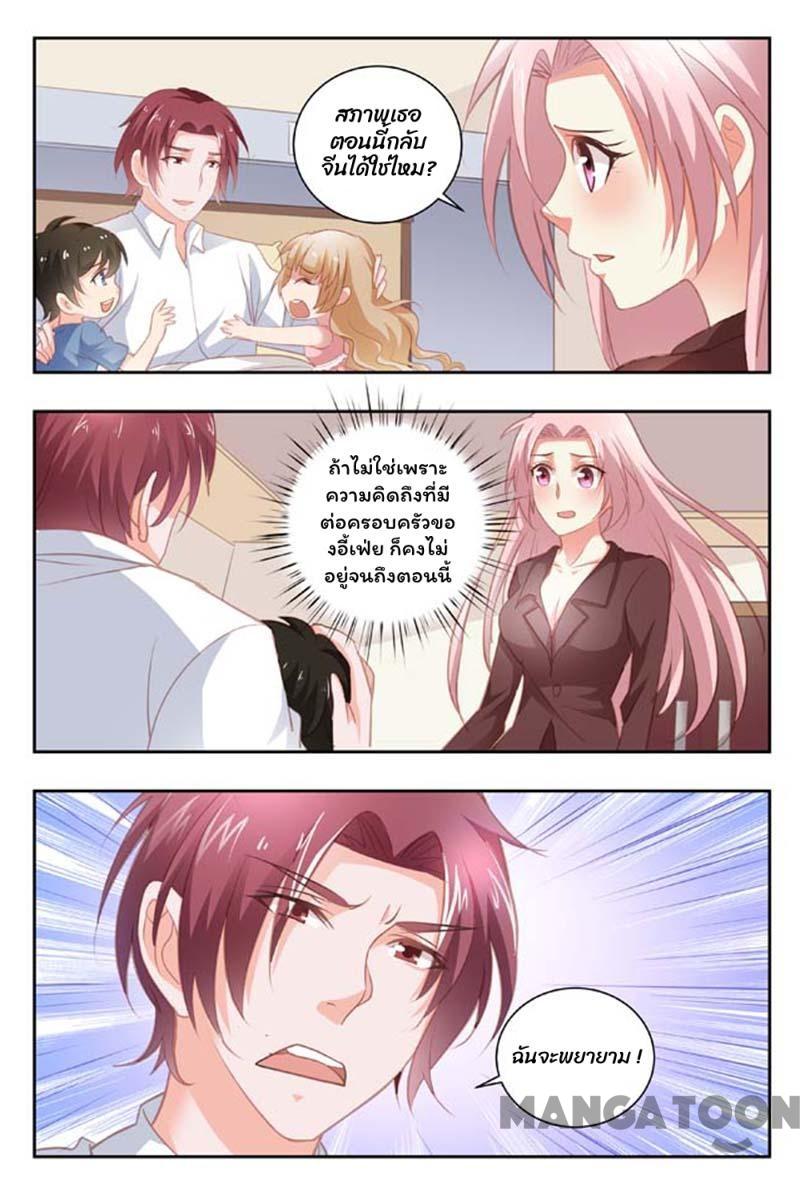 สภาพเธอ
ตอนนี้กลับ
จีนได้ใช่ไหม?
ถ้าไม่ใช่เพราะ
ความคิดถึงที่มี
ต่อครอบครัวขอ
งอี้เฟ่ย ก็คงไม่
อยู่จนถึงตอนนี้
ฉันจะพยายาม !
MANGATOON